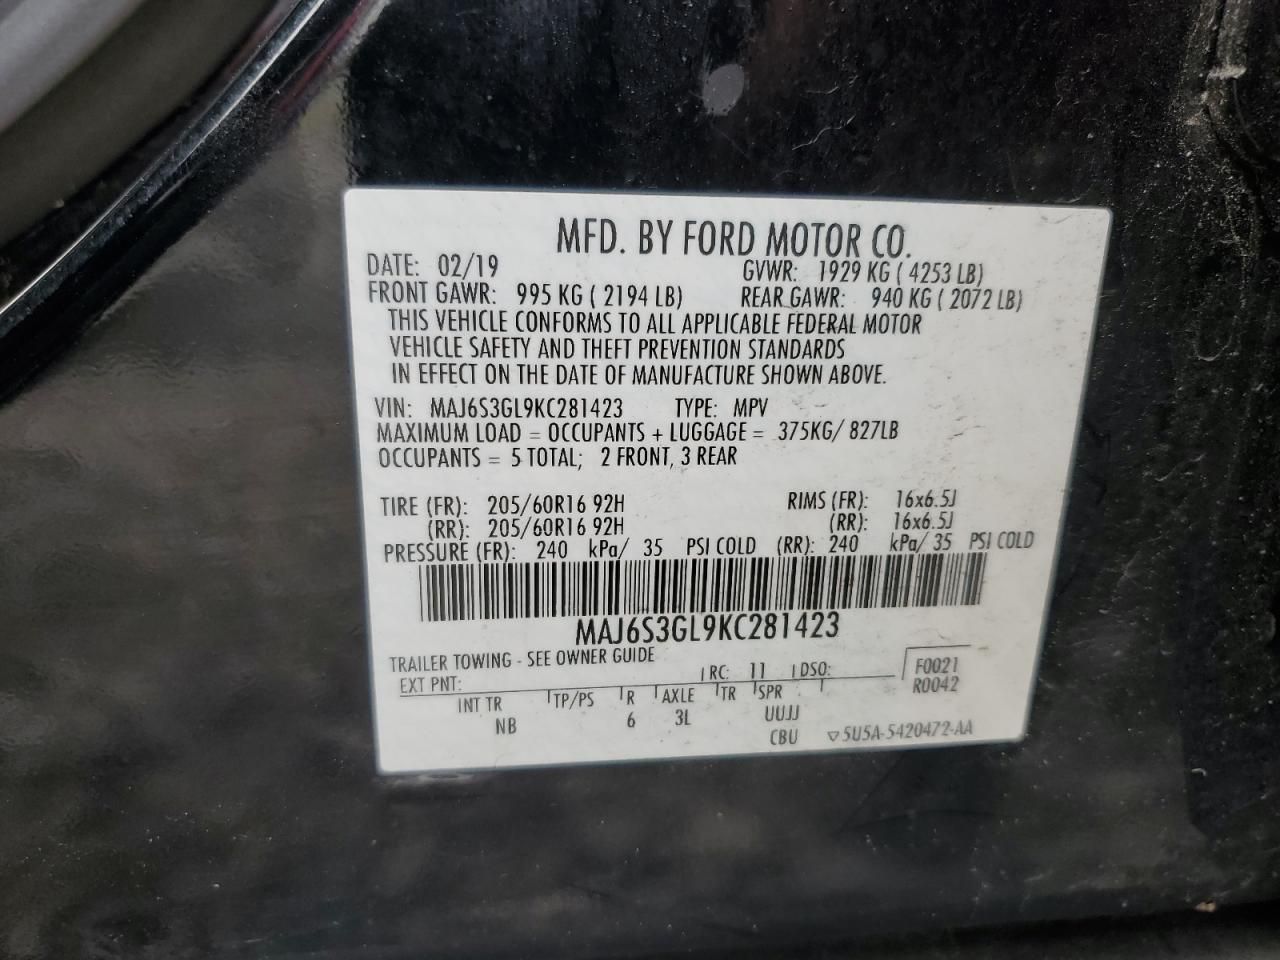 MFD. BY FORD MOTOR CO.
DATE: 02/19 GVWR: 1929 KG ( 4253 LB)
FRONT GAWR: 995 KG ( 2194 LB) REAR GAWR: 940 KG ( 2072 LB)
THIS VEHICLE CONFORMS TO ALL APPLICABLE FEDERAL MOTOR
VEHICLE SAFETY AND THEFT PREVENTION STANDARDS
IN EFFECT ON THE DATE OF MANUFACTURE SHOWN ABOVE.
VIN: MAJ6S3GL9KC281423 TYPE: MPV
MAXIMUM LOAD = OCCUPANTS + LUGGAGE = 375KG/ 827LB
OCCUPANTS = 5 TOTAL; 2 FRONT, 3 REAR
TIRE (FR): 205/60R16 92H RIMS (FR): 16x6.5J
(RR): 205/60R16 92H (RR): 16x6.5J
PRESSURE (FR): 240 kPa/ 35 PSI COLD (RR): 240 kPa/ 35 PSI COLD
MAJ6S3GL9KC281423
TRAILER TOWING - SEE OWNER GUIDE
EXT PNT: RC: 11 DSO: F0021
R0042
INT TR TP/PS R AXLE TR SPR
NB 6 3L UUJJ
CBU ▽5U5A-5420472-AA